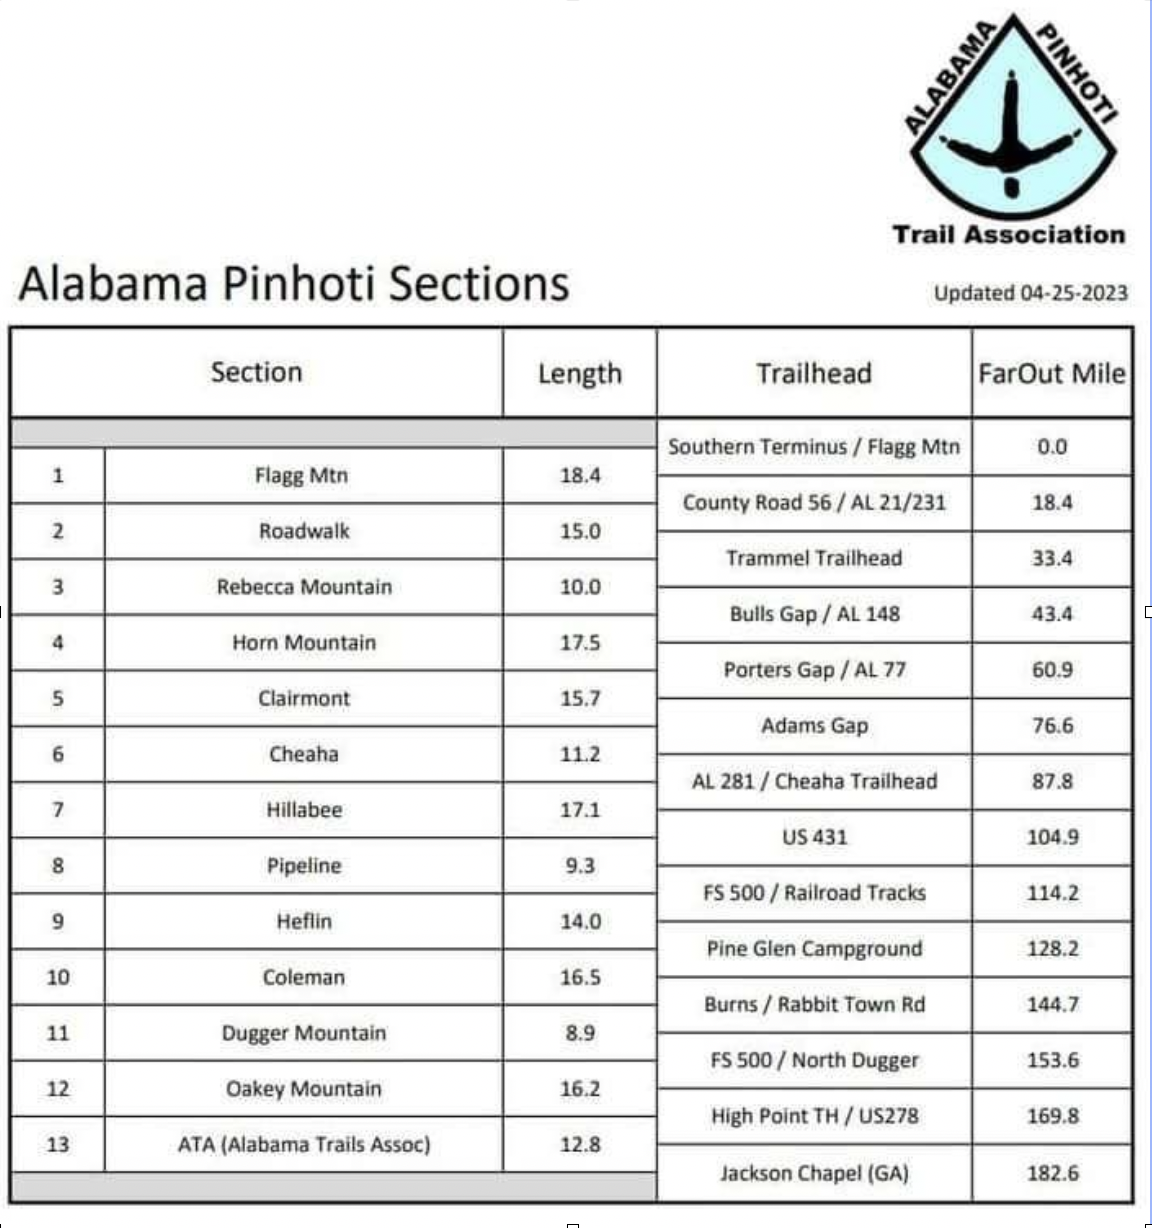 ALABAMA PINHOTI
Trail Association
Alabama Pinhoti Sections
Updated 04-25-2023
Section Length Trailhead FarOut Mile
Southern Terminus / Flagg Mtn 0.0
1 Flagg Mtn 18.4
County Road 56 / AL 21/231 18.4
2 Roadwalk 15.0
Trammel Trailhead 33.4
3 Rebecca Mountain 10.0
Bulls Gap / AL 148 43.4
4 Horn Mountain 17.5
Porters Gap / AL 77 60.9
5 Clairmont 15.7
Adams Gap 76.6
6 Cheaha 11.2
AL 281 / Cheaha Trailhead 87.8
7 Hillabee 17.1
US 431 104.9
8 Pipeline 9.3
FS 500 / Railroad Tracks 114.2
9 Heflin 14.0
Pine Glen Campground 128.2
10 Coleman 16.5
Burns / Rabbit Town Rd 144.7
11 Dugger Mountain 8.9
FS 500 / North Dugger 153.6
12 Oakey Mountain 16.2
High Point TH / US278 169.8
13 ATA (Alabama Trails Assoc) 12.8
Jackson Chapel (GA) 182.6